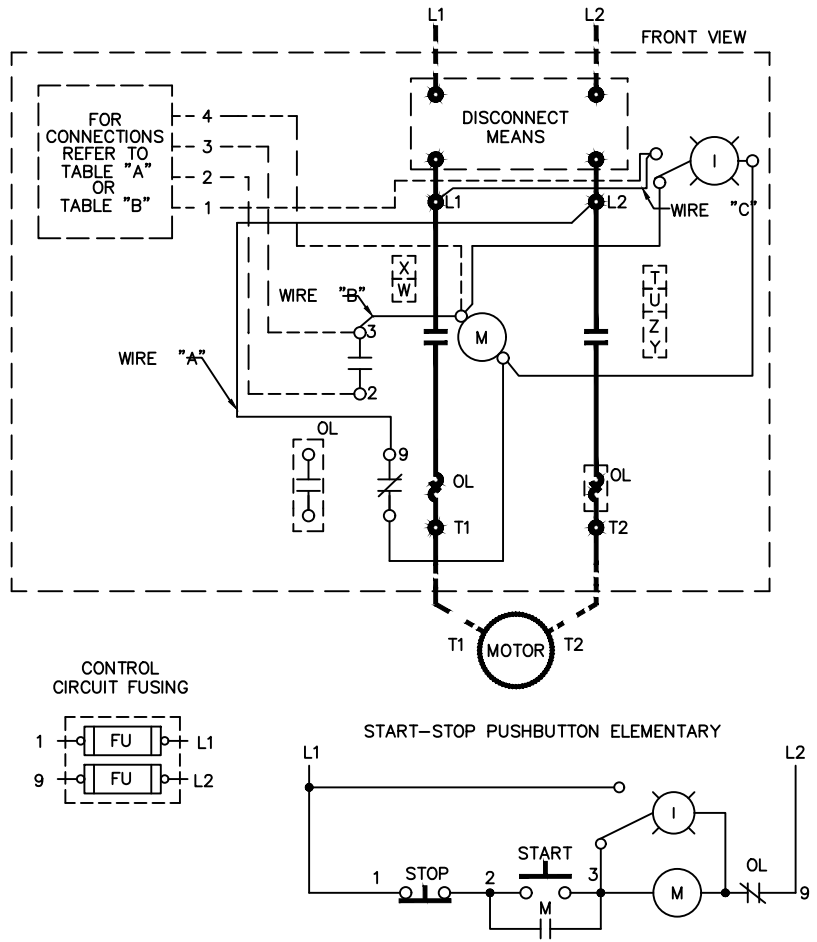 L1
L2
FRONT VIEW
FOR
CONNECTIONS
REFER TO
TABLE "A"
OR
TABLE "B"
4
3
2
1
DISCONNECT
MEANS
I
L1
L2
WIRE "C"
X
W
T
U
Z
Y
WIRE "B"
3
M
WIRE "A"
2
OL
9
OL
OL
T1
T2
T1
MOTOR
T2
CONTROL
CIRCUIT FUSING
1
FU
L1
9
FU
L2
START-STOP PUSHBUTTON ELEMENTARY
L1
L2
I
START
OL
1
STOP
2
3
M
9
M